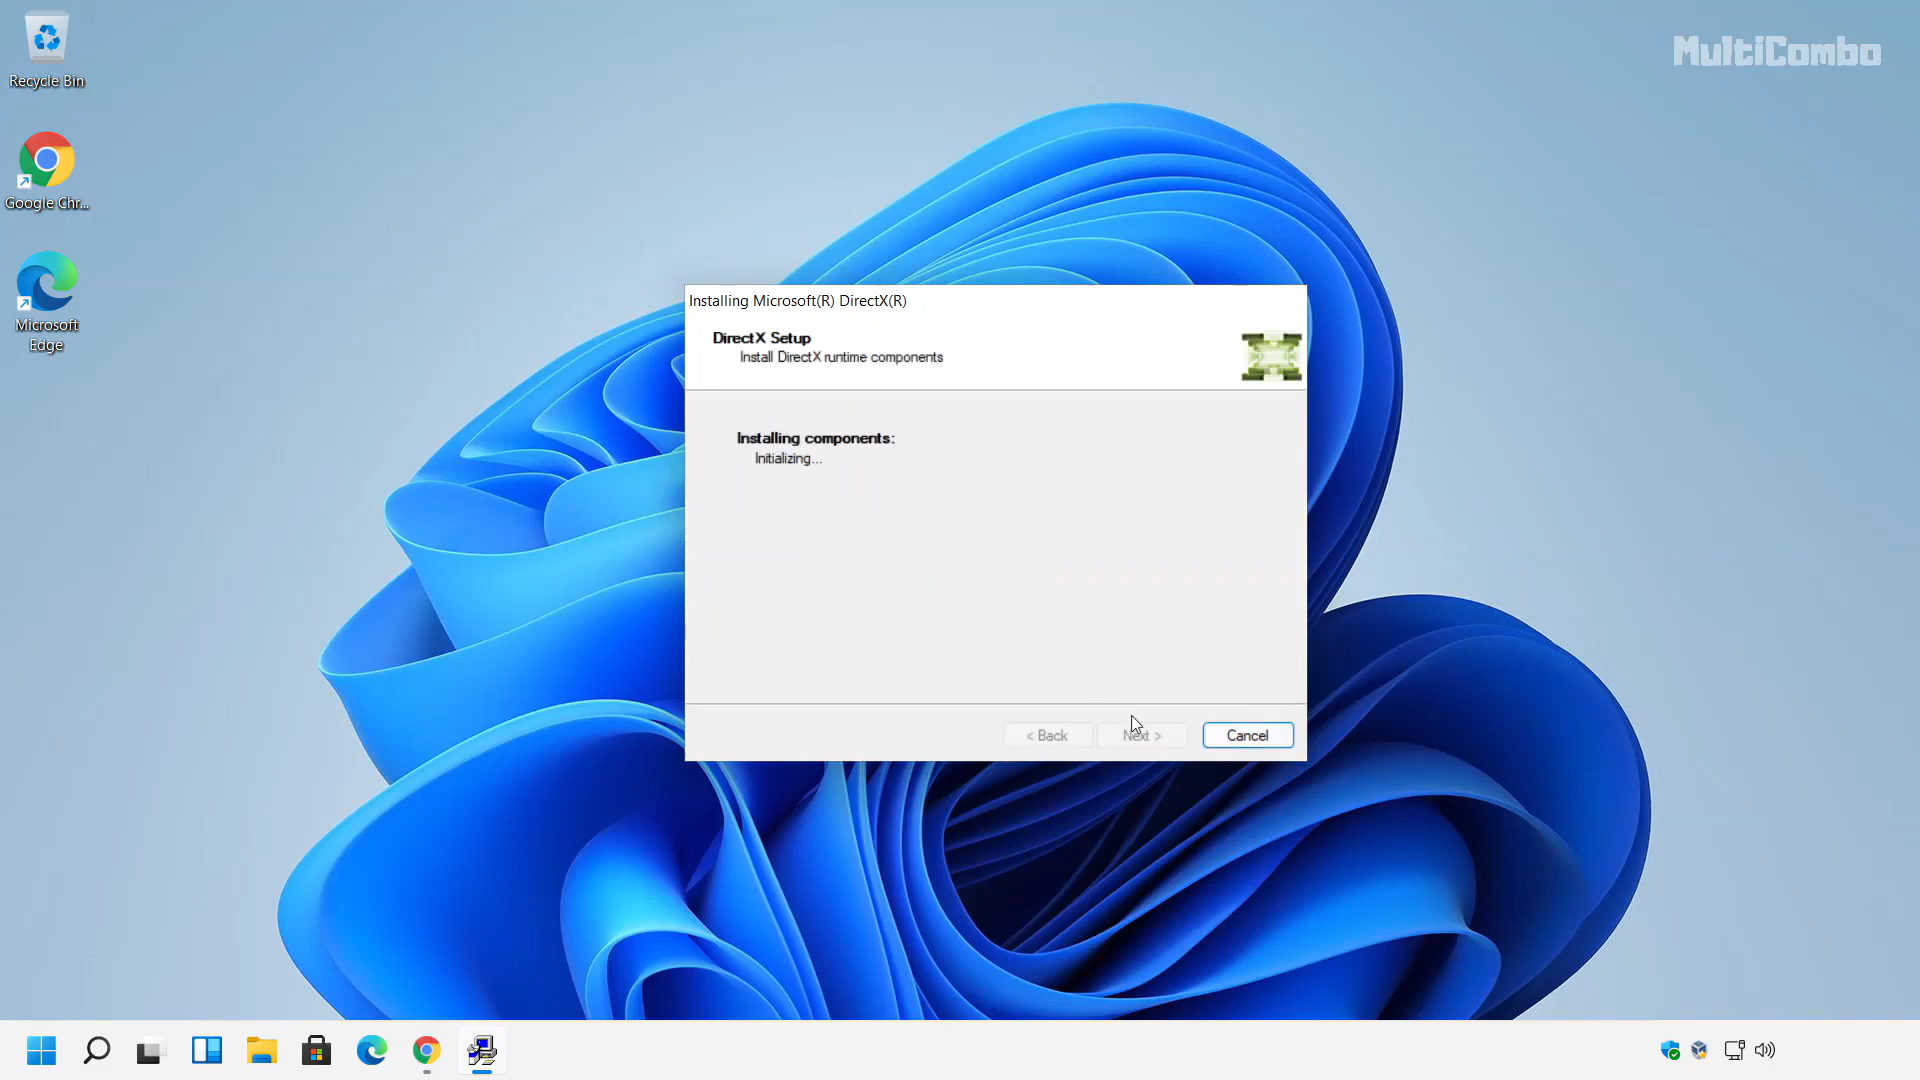 Recycle Bin
MultiCombo
Google Chr...
Microsoft
Edge
Installing Microsoft(R) DirectX(R)
DirectX Setup
Install DirectX runtime components
Installing components:
Initializing...
< Back
Next >
Cancel